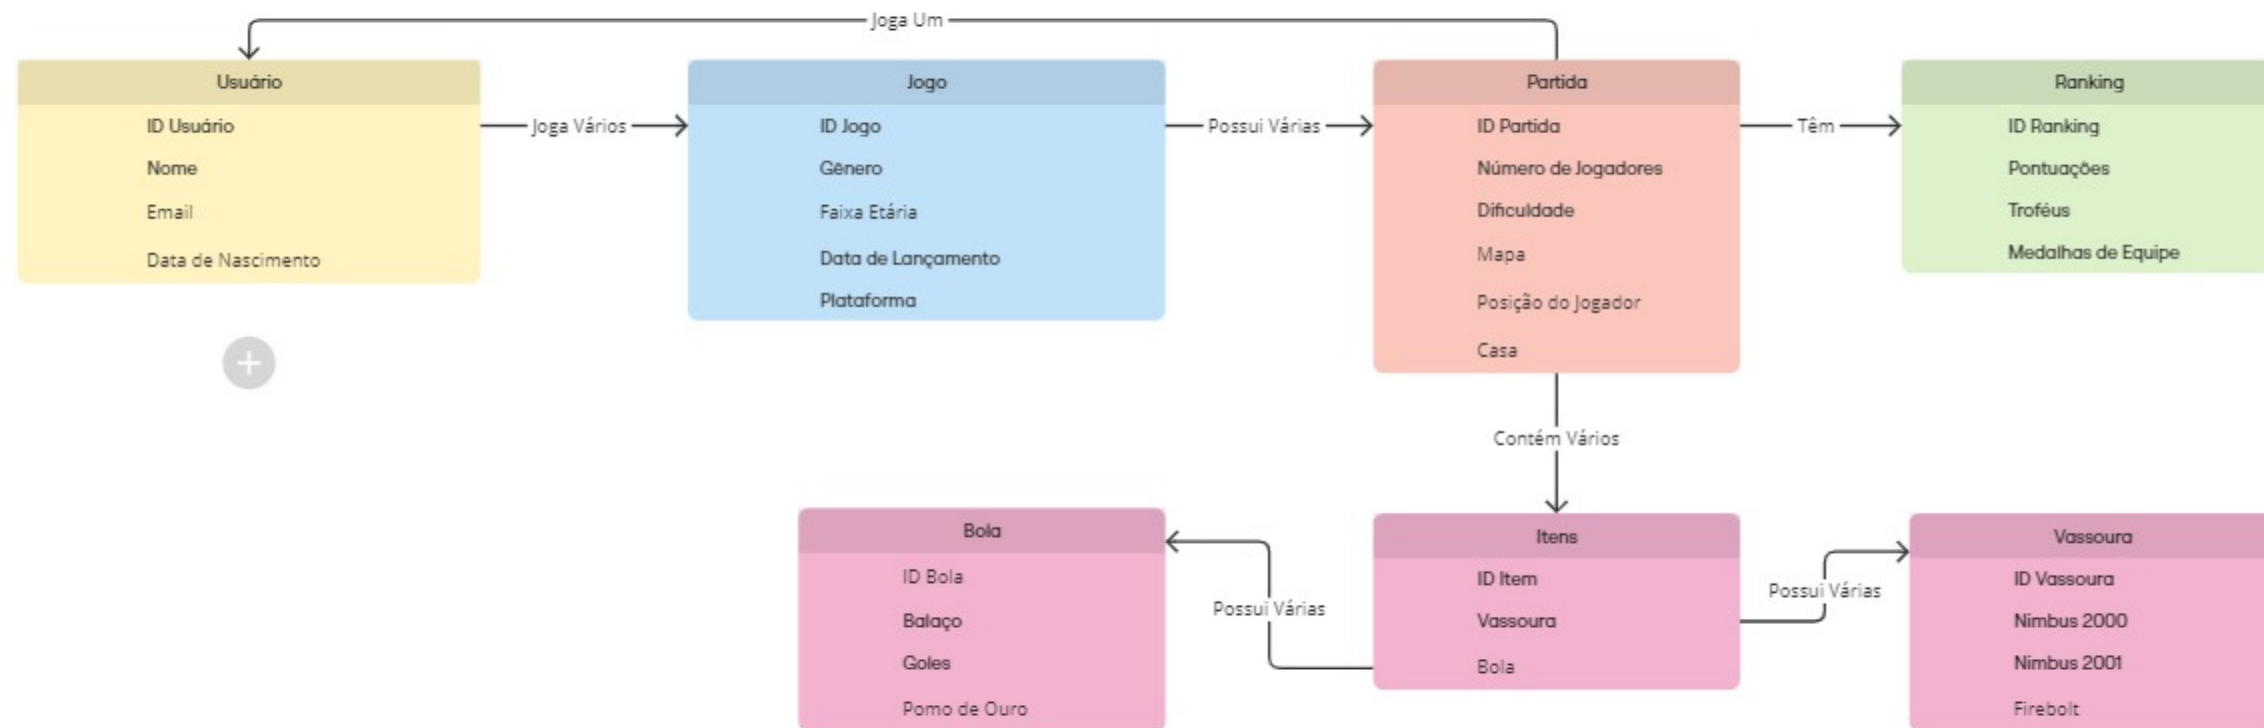 Joga Um
Usuário
ID Usuário
Nome
Email
Data de Nascimento
Joga Vários
Jogo
ID Jogo
Gênero
Faixa Etária
Data de Lançamento
Plataforma
Possui Várias
Partida
ID Partida
Número de Jogadores
Dificuldade
Mapa
Posição do Jogador
Casa
Têm
Ranking
ID Ranking
Pontuações
Troféus
Medalhas de Equipe
Contém Vários
Bola
ID Bola
Balaço
Goles
Pomo de Ouro
Possui Várias
Itens
ID Item
Vassoura
Bola
Possui Várias
Vassoura
ID Vassoura
Nimbus 2000
Nimbus 2001
Firebolt